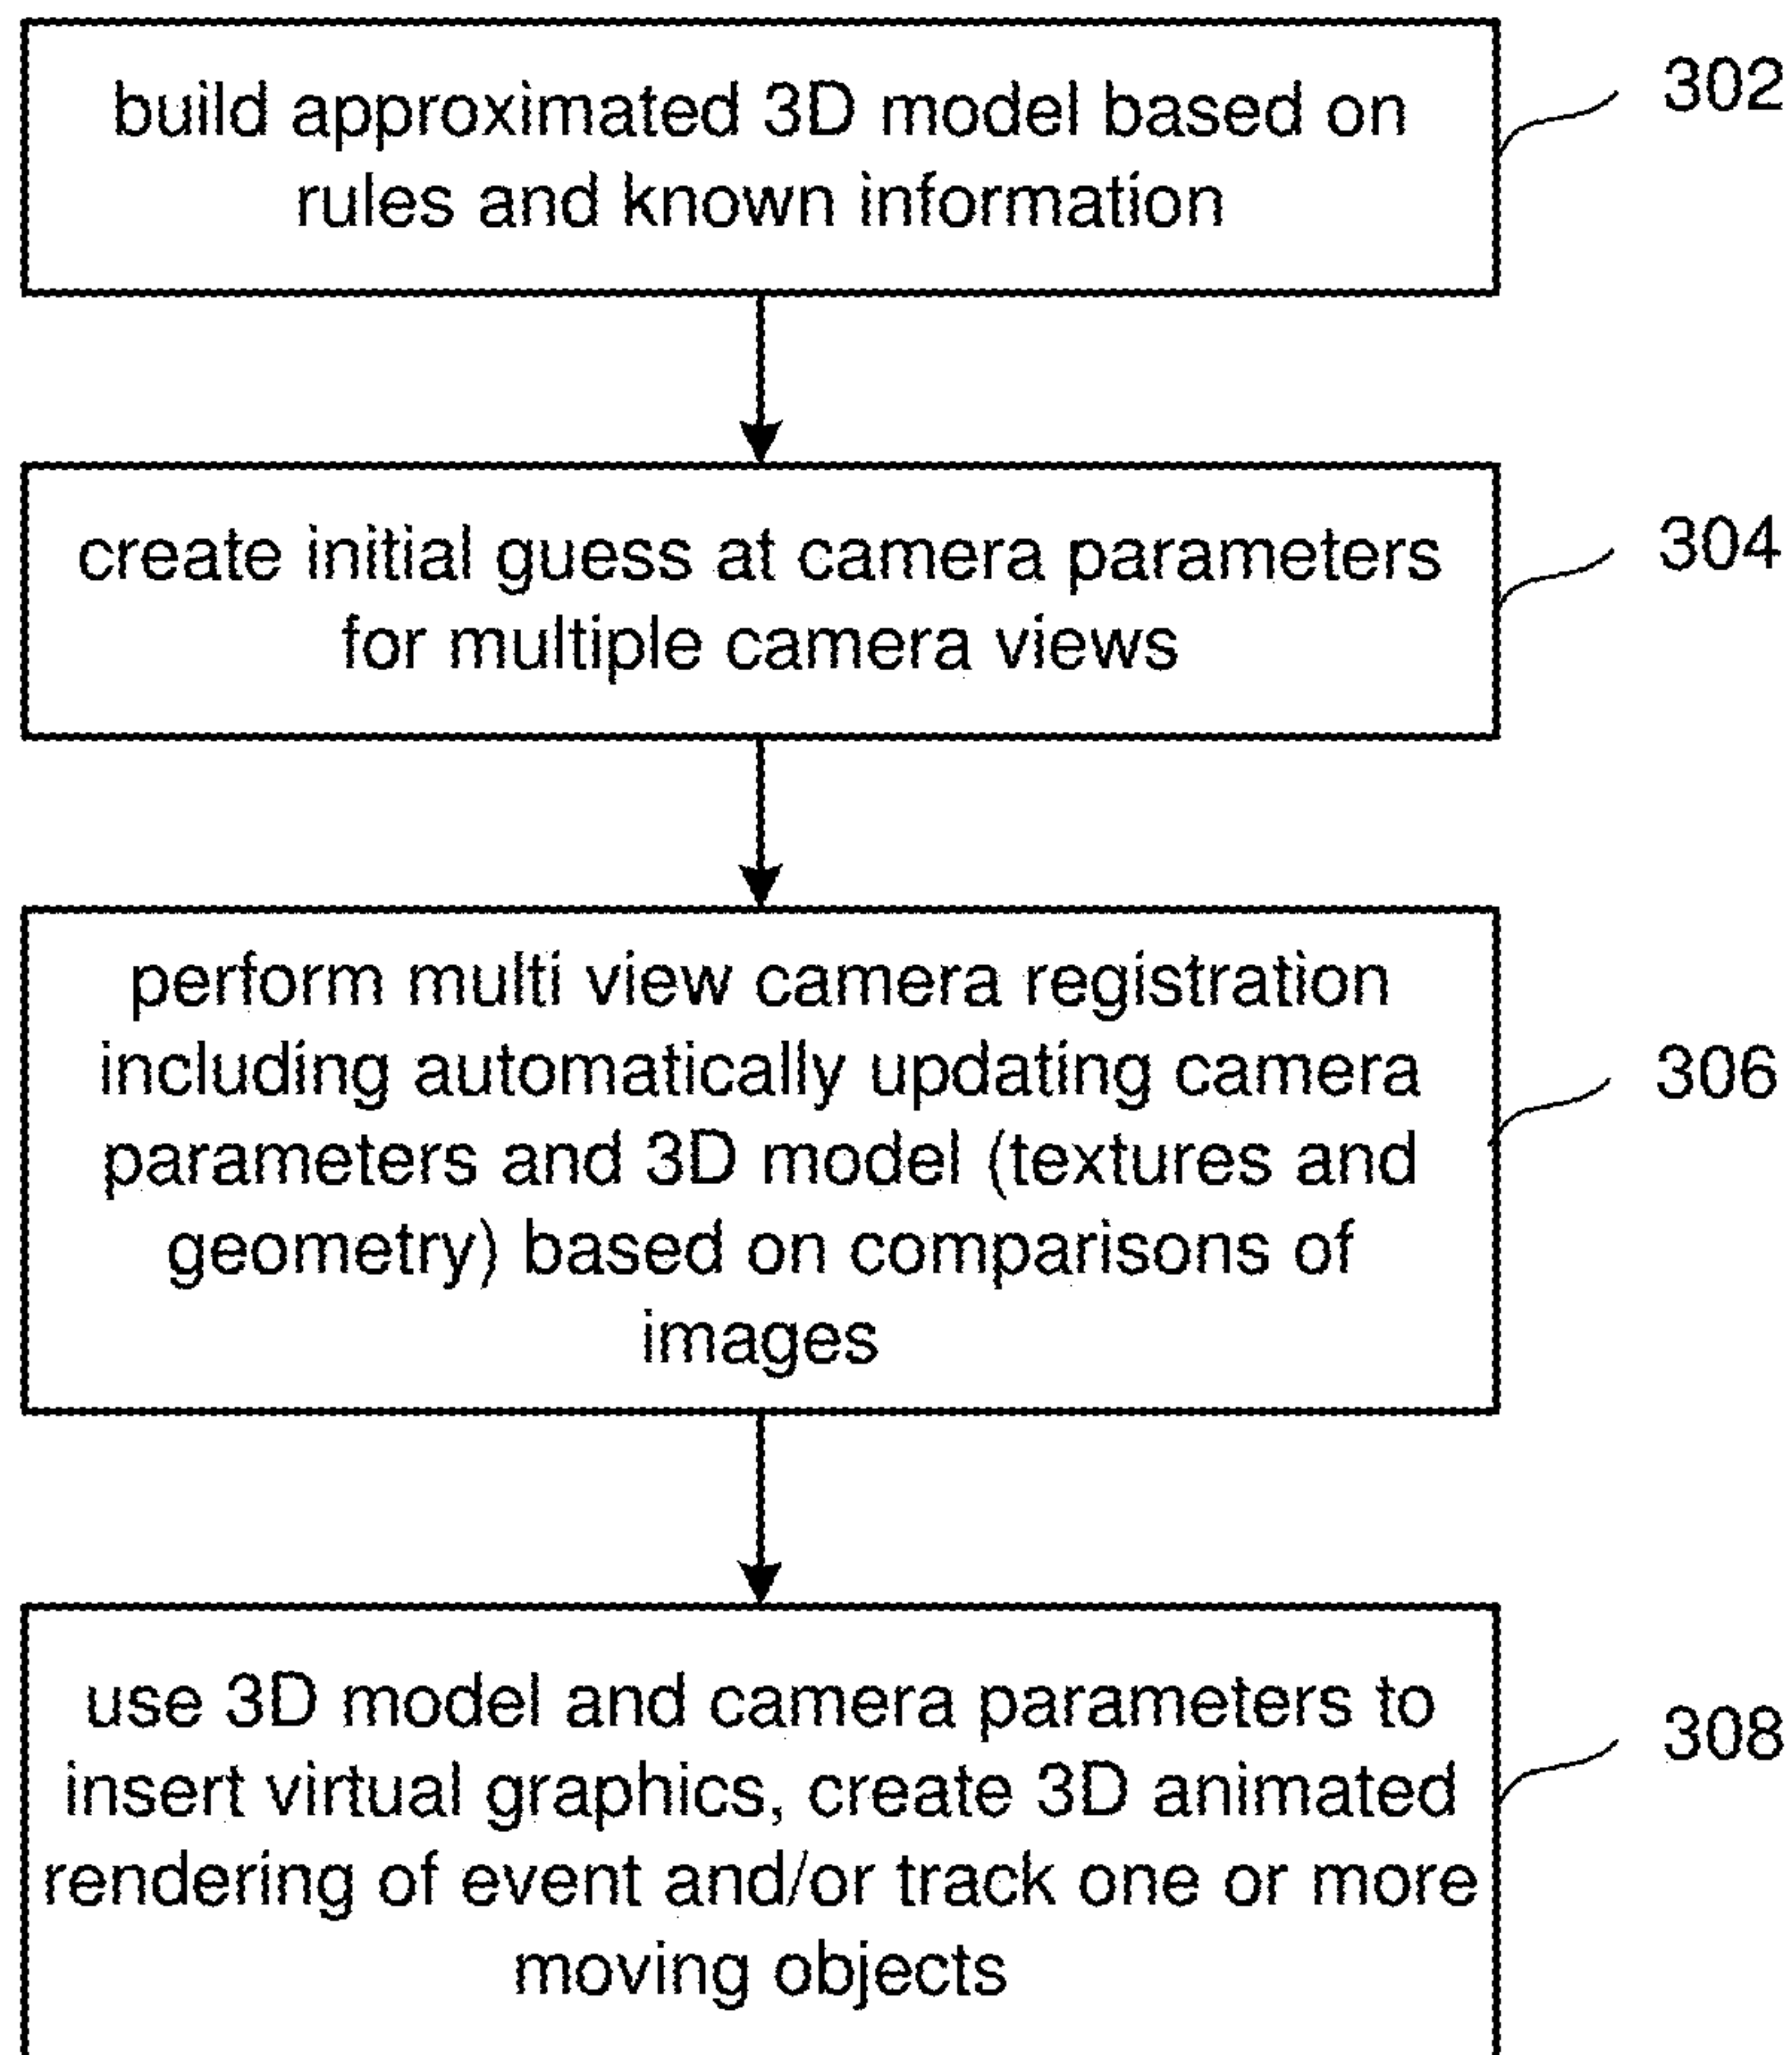 build approximated 3D model based on
rules and known information
302
create initial guess at camera parameters
for multiple camera views
304
perform multi view camera registration
including automatically updating camera
parameters and 3D model (textures and
geometry) based on comparisons of
images
306
use 3D model and camera parameters to
insert virtual graphics, create 3D animated
rendering of event and/or track one or more
moving objects
308